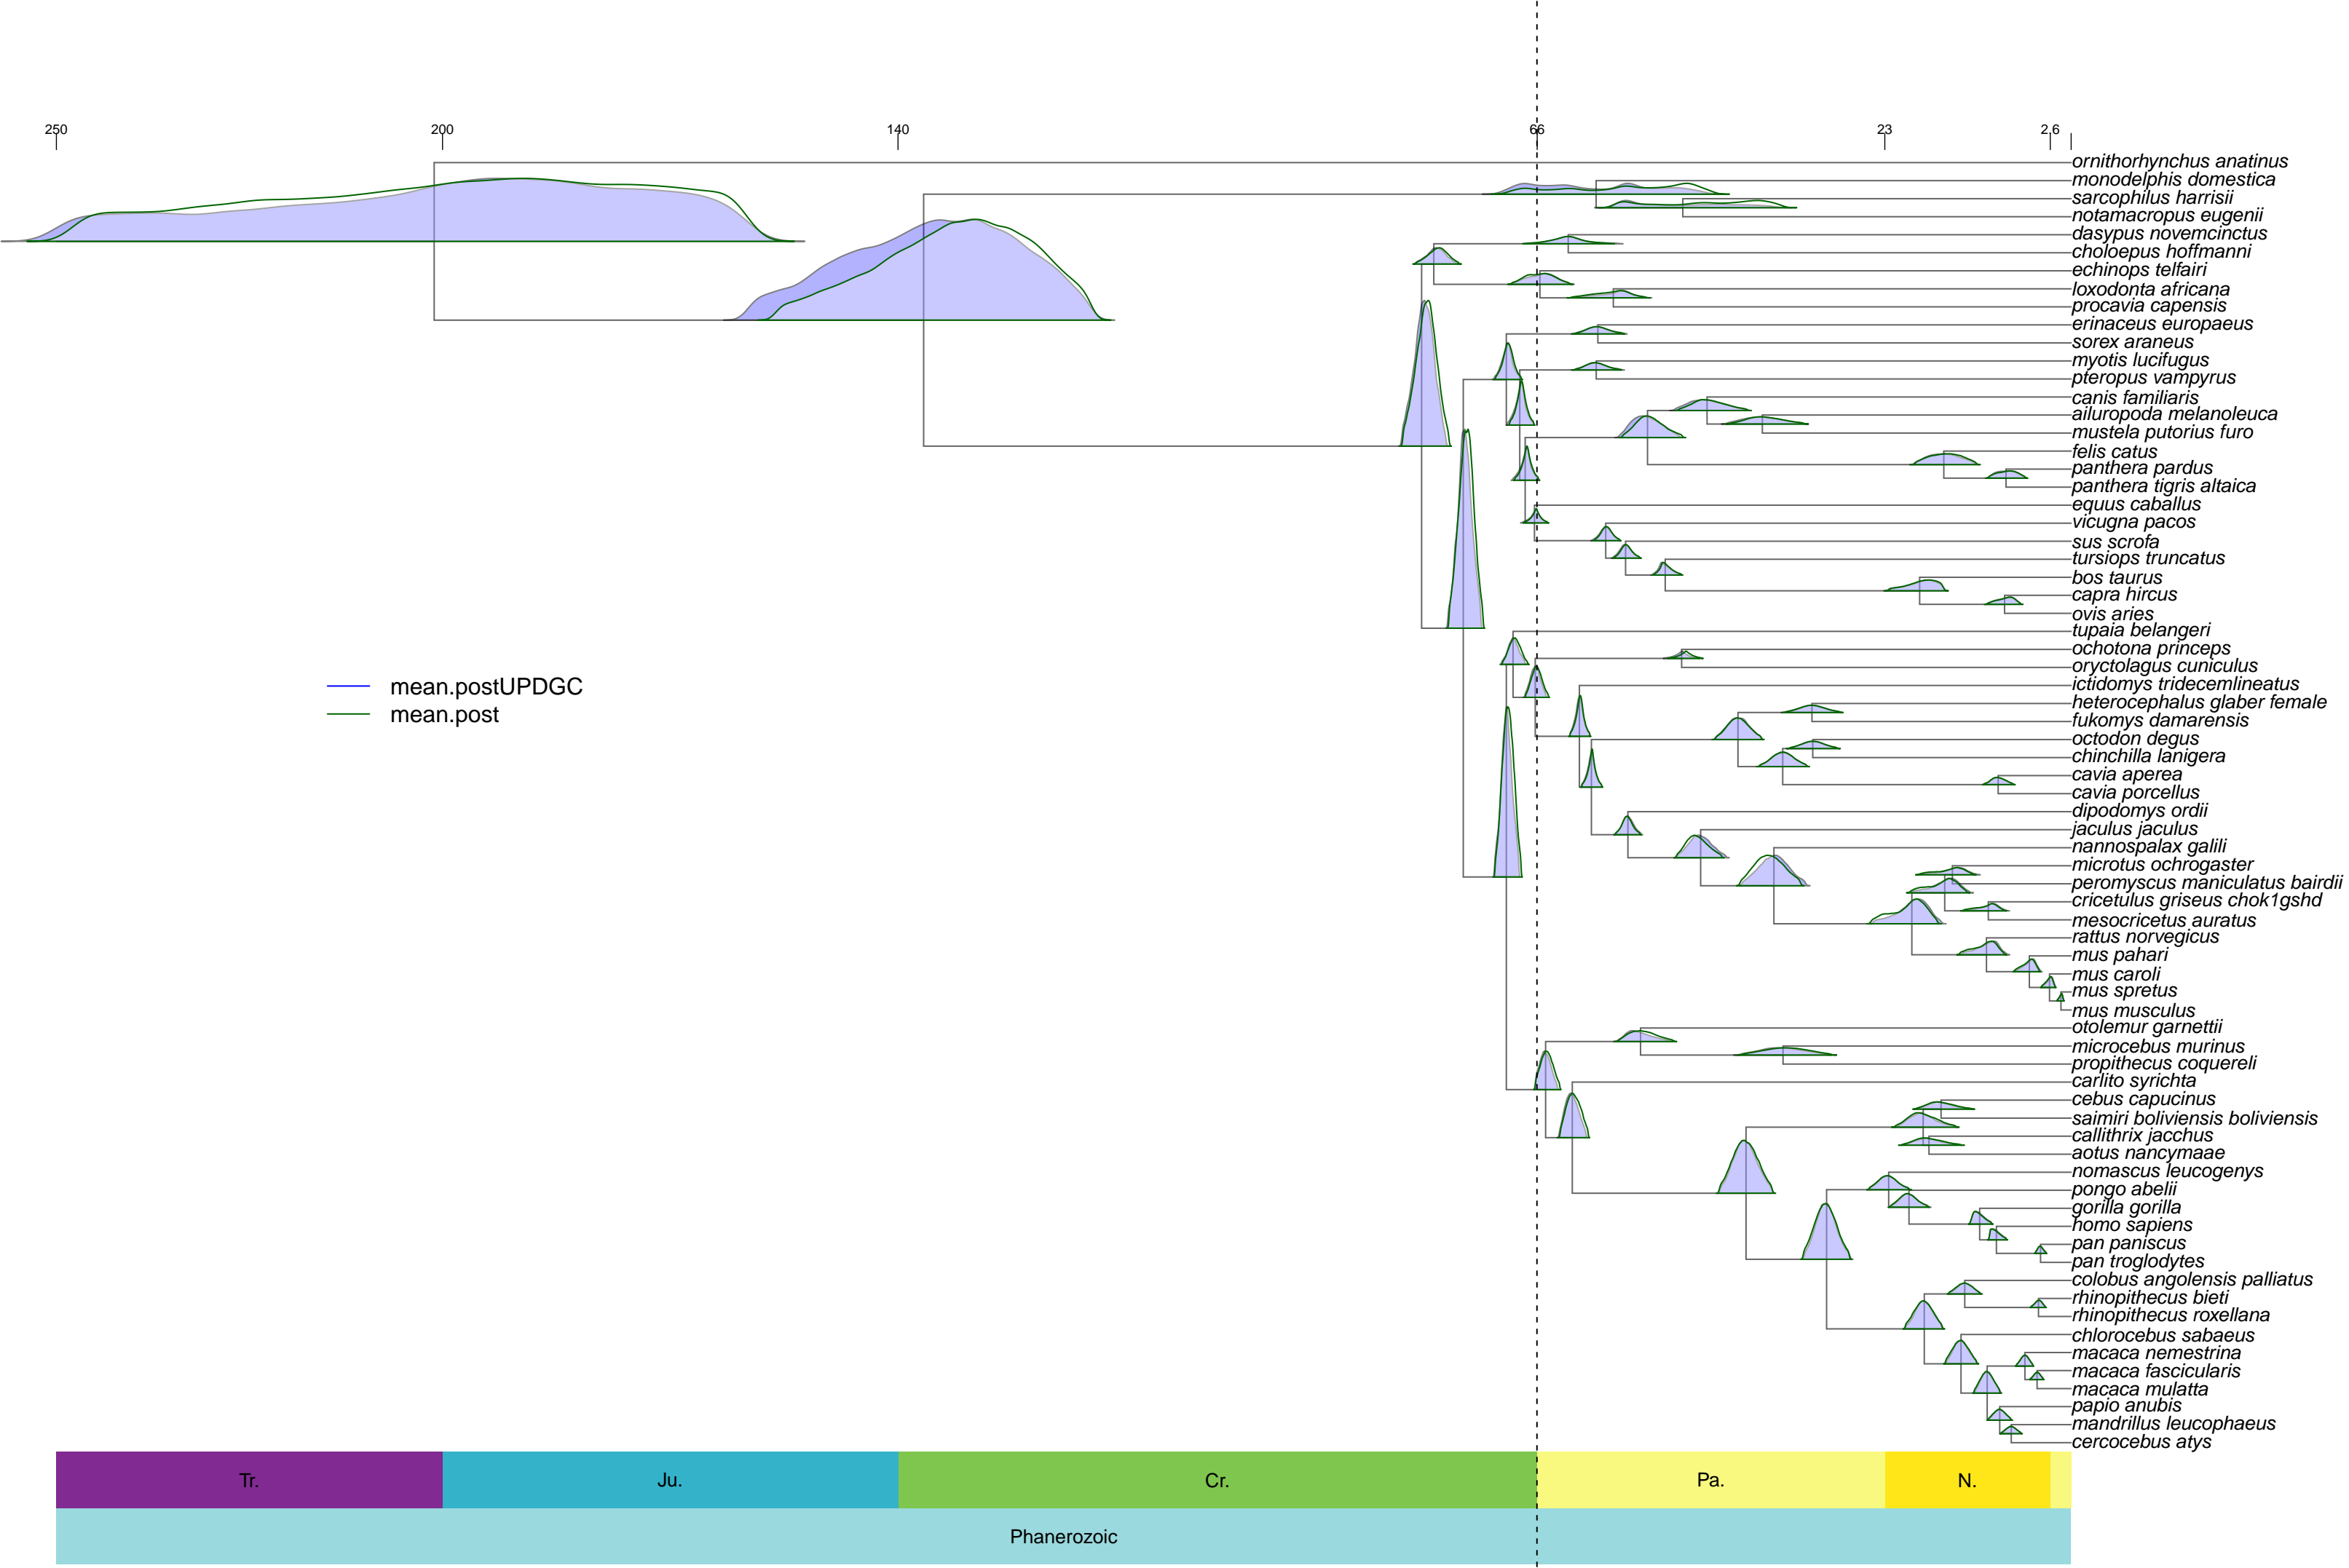 250 200 140 66 23 2,6
ornithorhynchus anatinus
monodelphis domestica
sarcophilus harrisii
notamacropus eugenii
dasypus novemcinctus
choloepus hoffmanni
echinops telfairi
loxodonta africana
procavia capensis
erinaceus europaeus
sorex araneus
myotis lucifugus
pteropus vampyrus
canis familiaris
ailuropoda melanoleuca
mustela putorius furo
felis catus
panthera pardus
panthera tigris altaica
equus caballus
vicugna pacos
sus scrofa
tursiops truncatus
bos taurus
capra hircus
ovis aries
tupaia belangeri
ochotona princeps
oryctolagus cuniculus
ictidomys tridecemlineatus
heterocephalus glaber female
fukomys damarensis
octodon degus
chinchilla lanigera
cavia aperea
cavia porcellus
dipodomys ordii
jaculus jaculus
nannospalax galili
microtus ochrogaster
peromyscus maniculatus bairdii
cricetulus griseus chok1gshd
mesocricetus auratus
rattus norvegicus
mus pahari
mus caroli
mus spretus
mus musculus
otolemur garnettii
microcebus murinus
propithecus coquereli
carlito syrichta
cebus capucinus
saimiri boliviensis boliviensis
callithrix jacchus
aotus nancymaae
nomascus leucogenys
pongo abelii
gorilla gorilla
homo sapiens
pan paniscus
pan troglodytes
colobus angolensis palliatus
rhinopithecus bieti
rhinopithecus roxellana
chlorocebus sabaeus
macaca nemestrina
macaca fascicularis
macaca mulatta
papio anubis
mandrillus leucophaeus
cercocebus atys
mean.postUPDGC
mean.post
Tr. Ju. Cr. Pa. N.
Phanerozoic